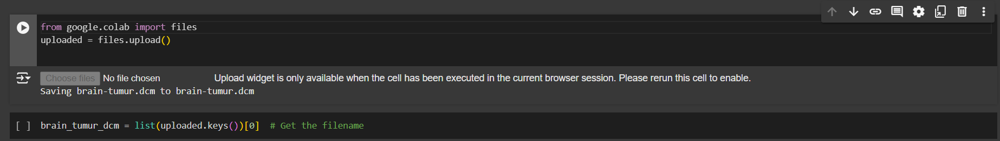 from google.colab import files
uploaded = files.upload()
Choose files No file chosen Upload widget is only available when the cell has been executed in the current browser session. Please rerun this cell to enable.
Saving brain-tumur.dcm to brain-tumur.dcm
[ ] brain_tumur_dcm = list(uploaded.keys())[0]  # Get the filename